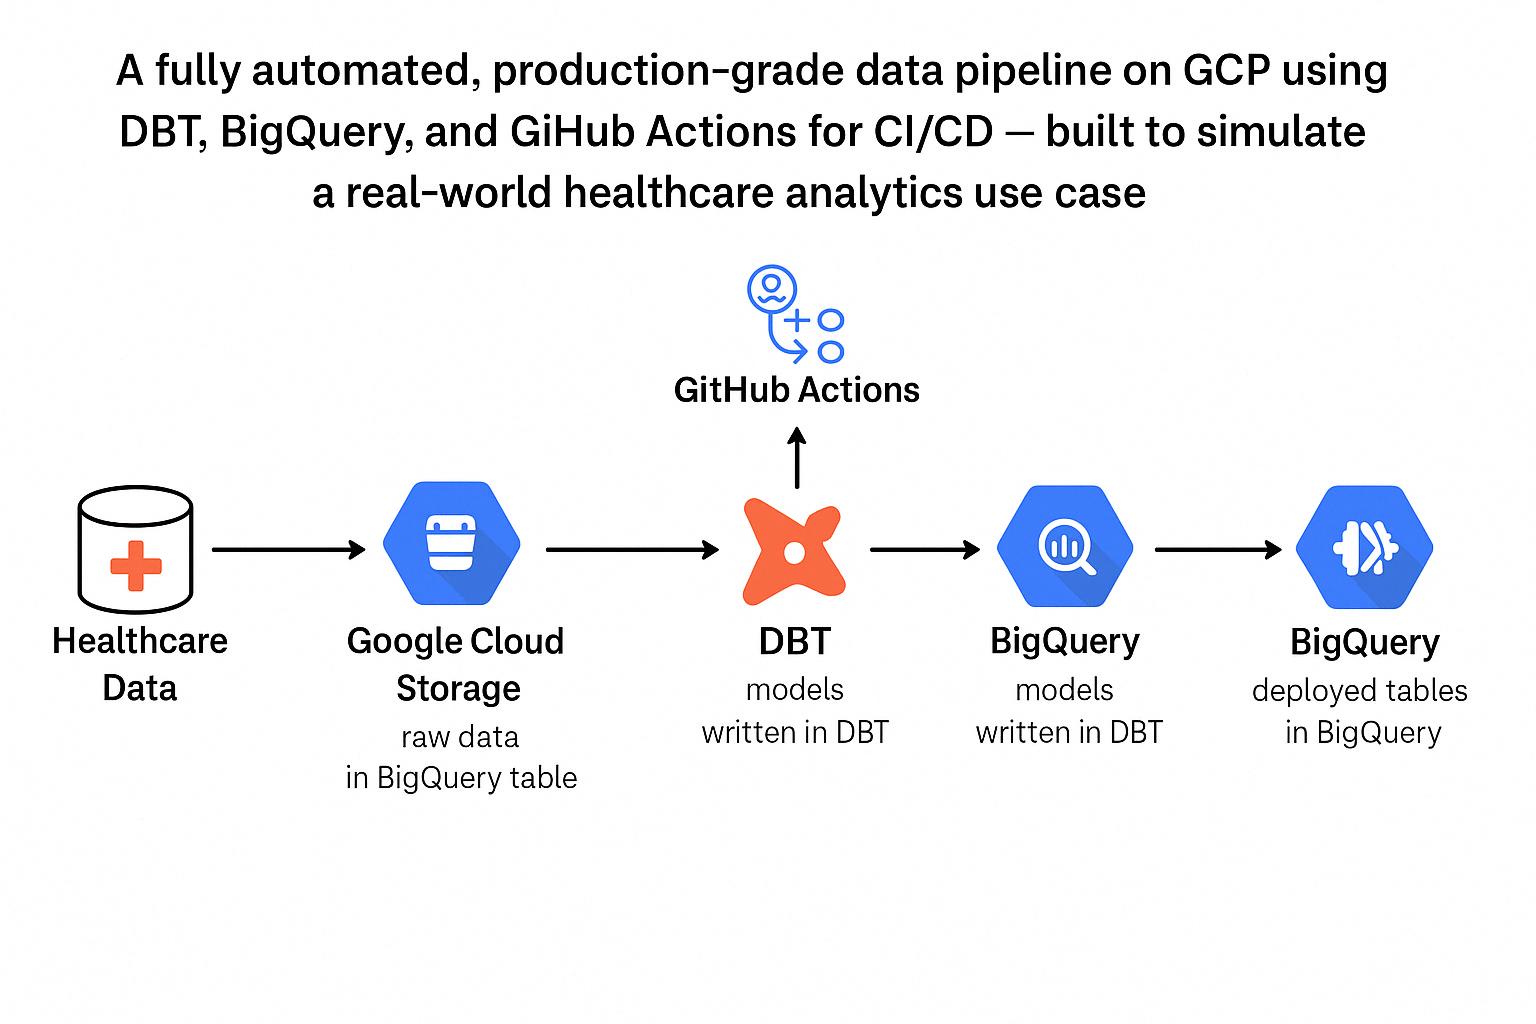 A fully automated, production-grade data pipeline on GCP using
DBT, BigQuery, and GiHub Actions for CI/CD — built to simulate
a real-world healthcare analytics use case
GitHub Actions
Healthcare
Data
Google Cloud
Storage
raw data
in BigQuery table
DBT
models
written in DBT
BigQuery
models
written in DBT
BigQuery
deployed tables
in BigQuery